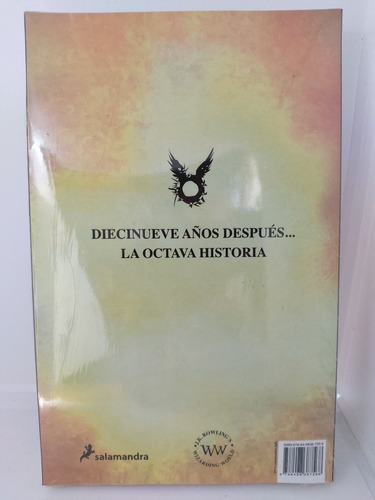 DIECINUEVE AÑOS DESPUÉS...
LA OCTAVA HISTORIA
salamandra
J.K. ROWLING'S
WW
WIZARDING WORLD